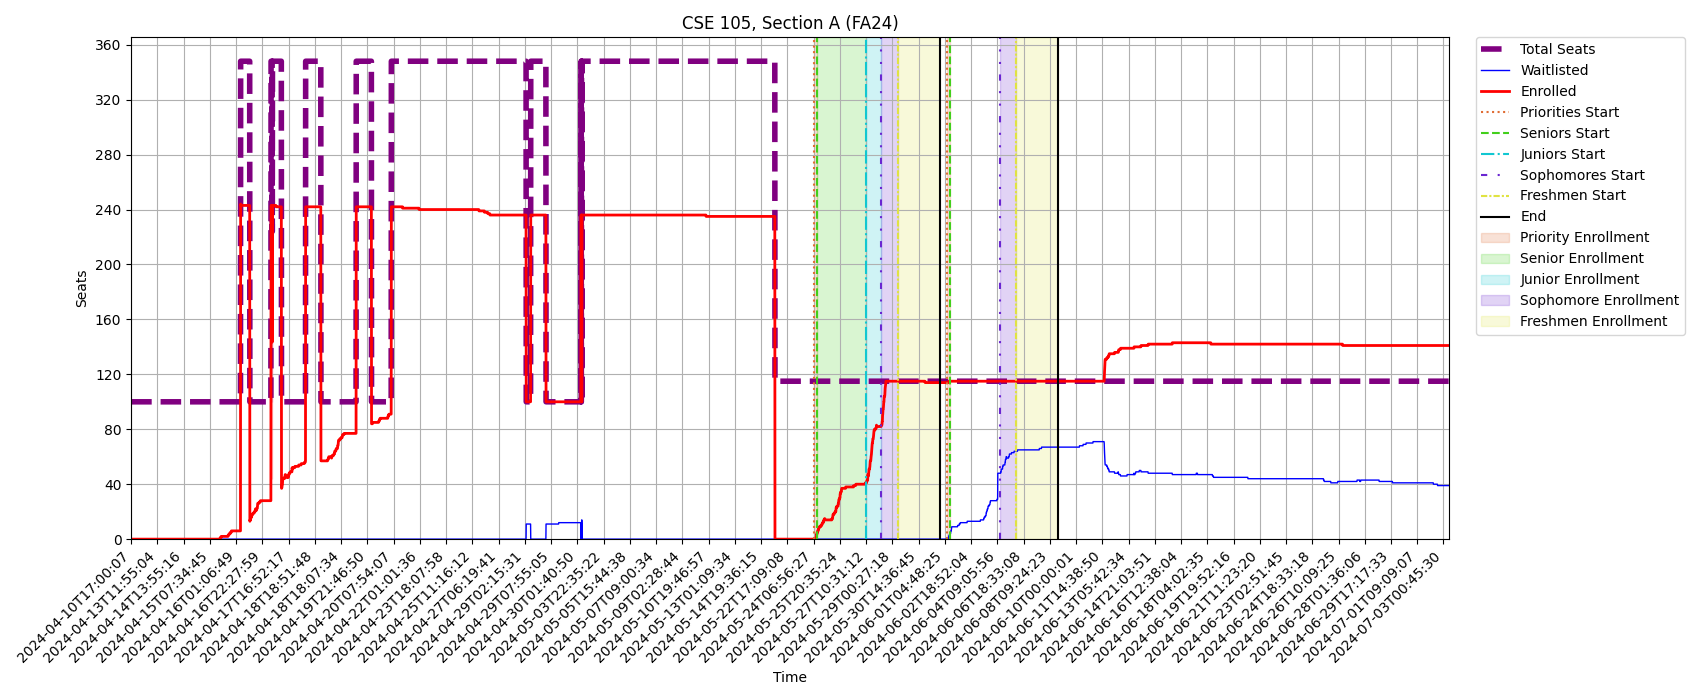 CSE 105, Section A (FA24)
Seats
360
320
280
240
200
160
120
80
40
0
2024-04-10T17:00:07
2024-04-13T11:55:04
2024-04-14T13:55:16
2024-04-15T07:34:45
2024-04-16T01:06:49
2024-04-16T22:27:59
2024-04-17T16:52:17
2024-04-18T18:51:48
2024-04-18T18:07:34
2024-04-19T21:46:50
2024-04-20T07:54:07
2024-04-22T01:01:36
2024-04-23T18:07:58
2024-04-24T11:16:12
2024-04-27T06:19:41
2024-04-29T02:15:31
2024-04-29T07:55:05
2024-04-30T01:40:50
2024-05-03T22:35:22
2024-05-05T15:44:38
2024-05-07T09:00:34
2024-05-09T02:28:44
2024-05-10T19:46:57
2024-05-13T01:09:34
2024-05-14T19:36:15
2024-05-22T17:09:08
2024-05-24T06:56:27
2024-05-25T20:35:24
2024-05-27T10:31:12
2024-05-29T00:27:18
2024-05-30T14:36:45
2024-06-01T04:48:25
2024-06-02T18:52:04
2024-06-04T09:05:56
2024-06-06T18:33:08
2024-06-08T09:24:23
2024-06-10T00:00:01
2024-06-11T14:38:50
2024-06-13T05:42:34
2024-06-14T21:03:51
2024-06-16T12:38:04
2024-06-18T04:02:35
2024-06-19T19:52:16
2024-06-21T11:23:20
2024-06-23T02:51:45
2024-06-24T18:33:18
2024-06-26T10:09:25
2024-06-28T01:36:06
2024-06-29T17:17:33
2024-07-01T09:09:07
2024-07-03T00:45:30
Time
Total Seats
Waitlisted
Enrolled
Priorities Start
Seniors Start
Juniors Start
Sophomores Start
Freshmen Start
End
Priority Enrollment
Senior Enrollment
Junior Enrollment
Sophomore Enrollment
Freshmen Enrollment